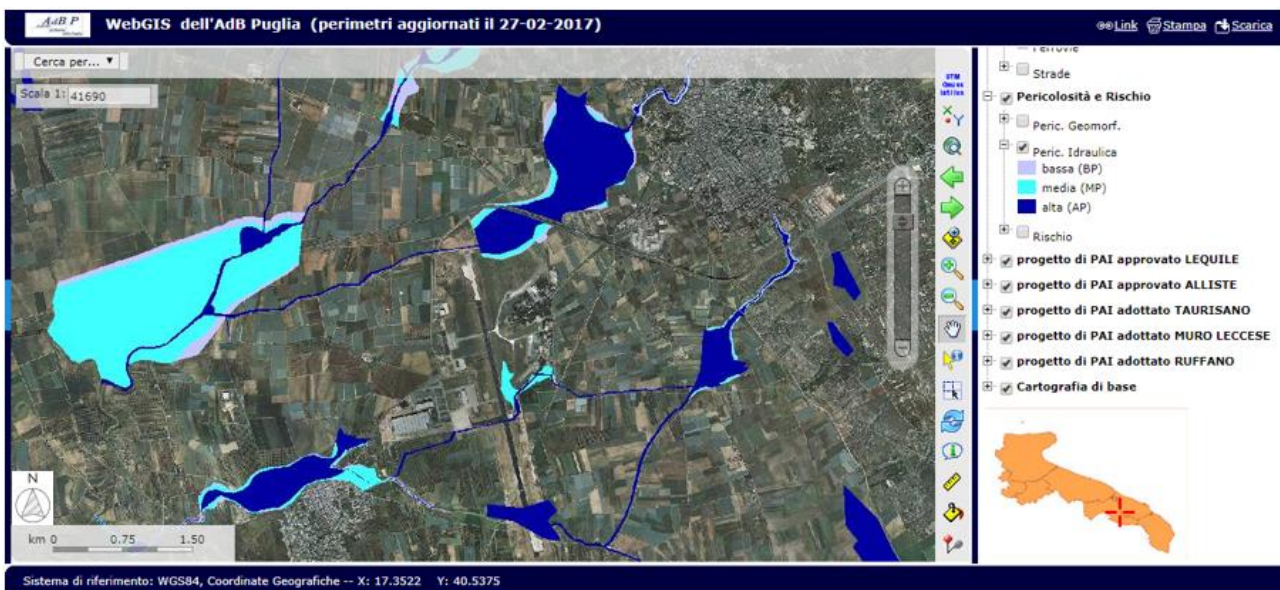 AdB P
WebGIS dell'AdB Puglia (perimetri aggiornati il 27-02-2017)
Link Stampa Scarica
Cerca per... ▼
Scala 1: 41690
Ferrovie
Strade
Pericolosità e Rischio
Peric. Geomorf.
Peric. Idraulica
bassa (BP)
media (MP)
alta (AP)
Rischio
progetto di PAI approvato LEQUILE
progetto di PAI approvato ALLISTE
progetto di PAI adottato TAURISANO
progetto di PAI adottato MURO LECCESE
progetto di PAI adottato RUFFANO
Cartografia di base
X
Y
N
km 0 0.75 1.50
Sistema di riferimento: WGS84, Coordinate Geografiche -- X: 17.3522 Y: 40.5375